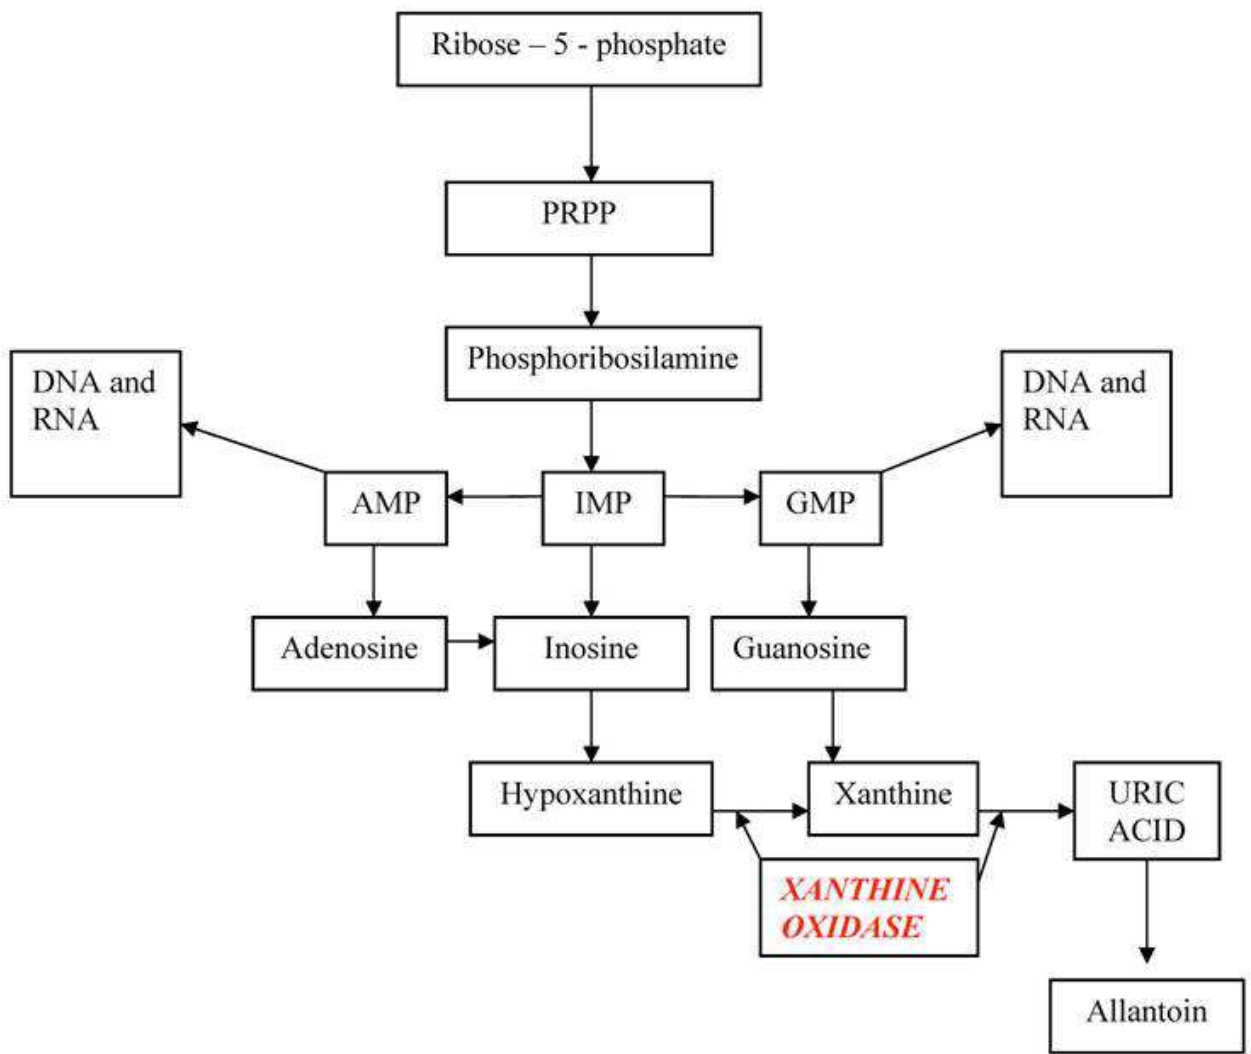 Ribose – 5 - phosphate
PRPP
Phosphoribosilamine
DNA and
RNA
DNA and
RNA
AMP
IMP
GMP
Adenosine
Inosine
Guanosine
Hypoxanthine
Xanthine
URIC
ACID
XANTHINE
OXIDASE
Allantoin